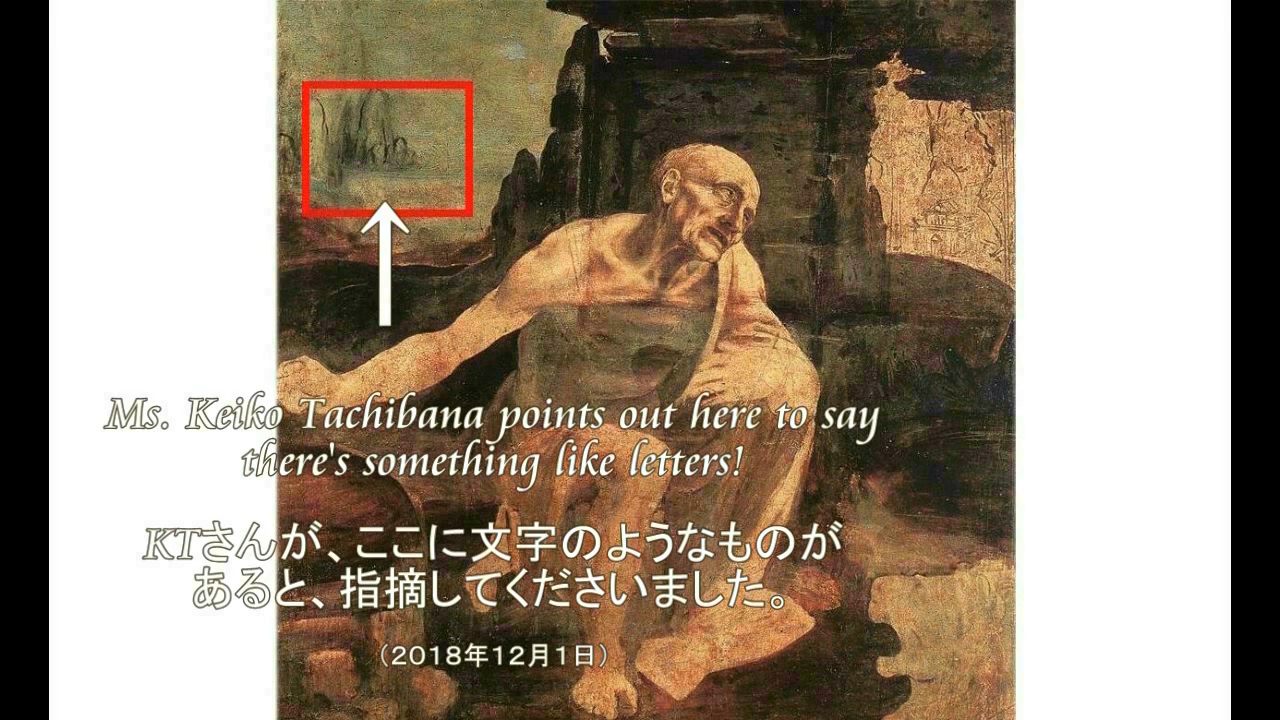 Ms. Keiko Tachibana points out here to say
there's something like letters!
KTさんが、ここに文字のようなものが
あると、指摘してくださいました。
(2018年12月1日)